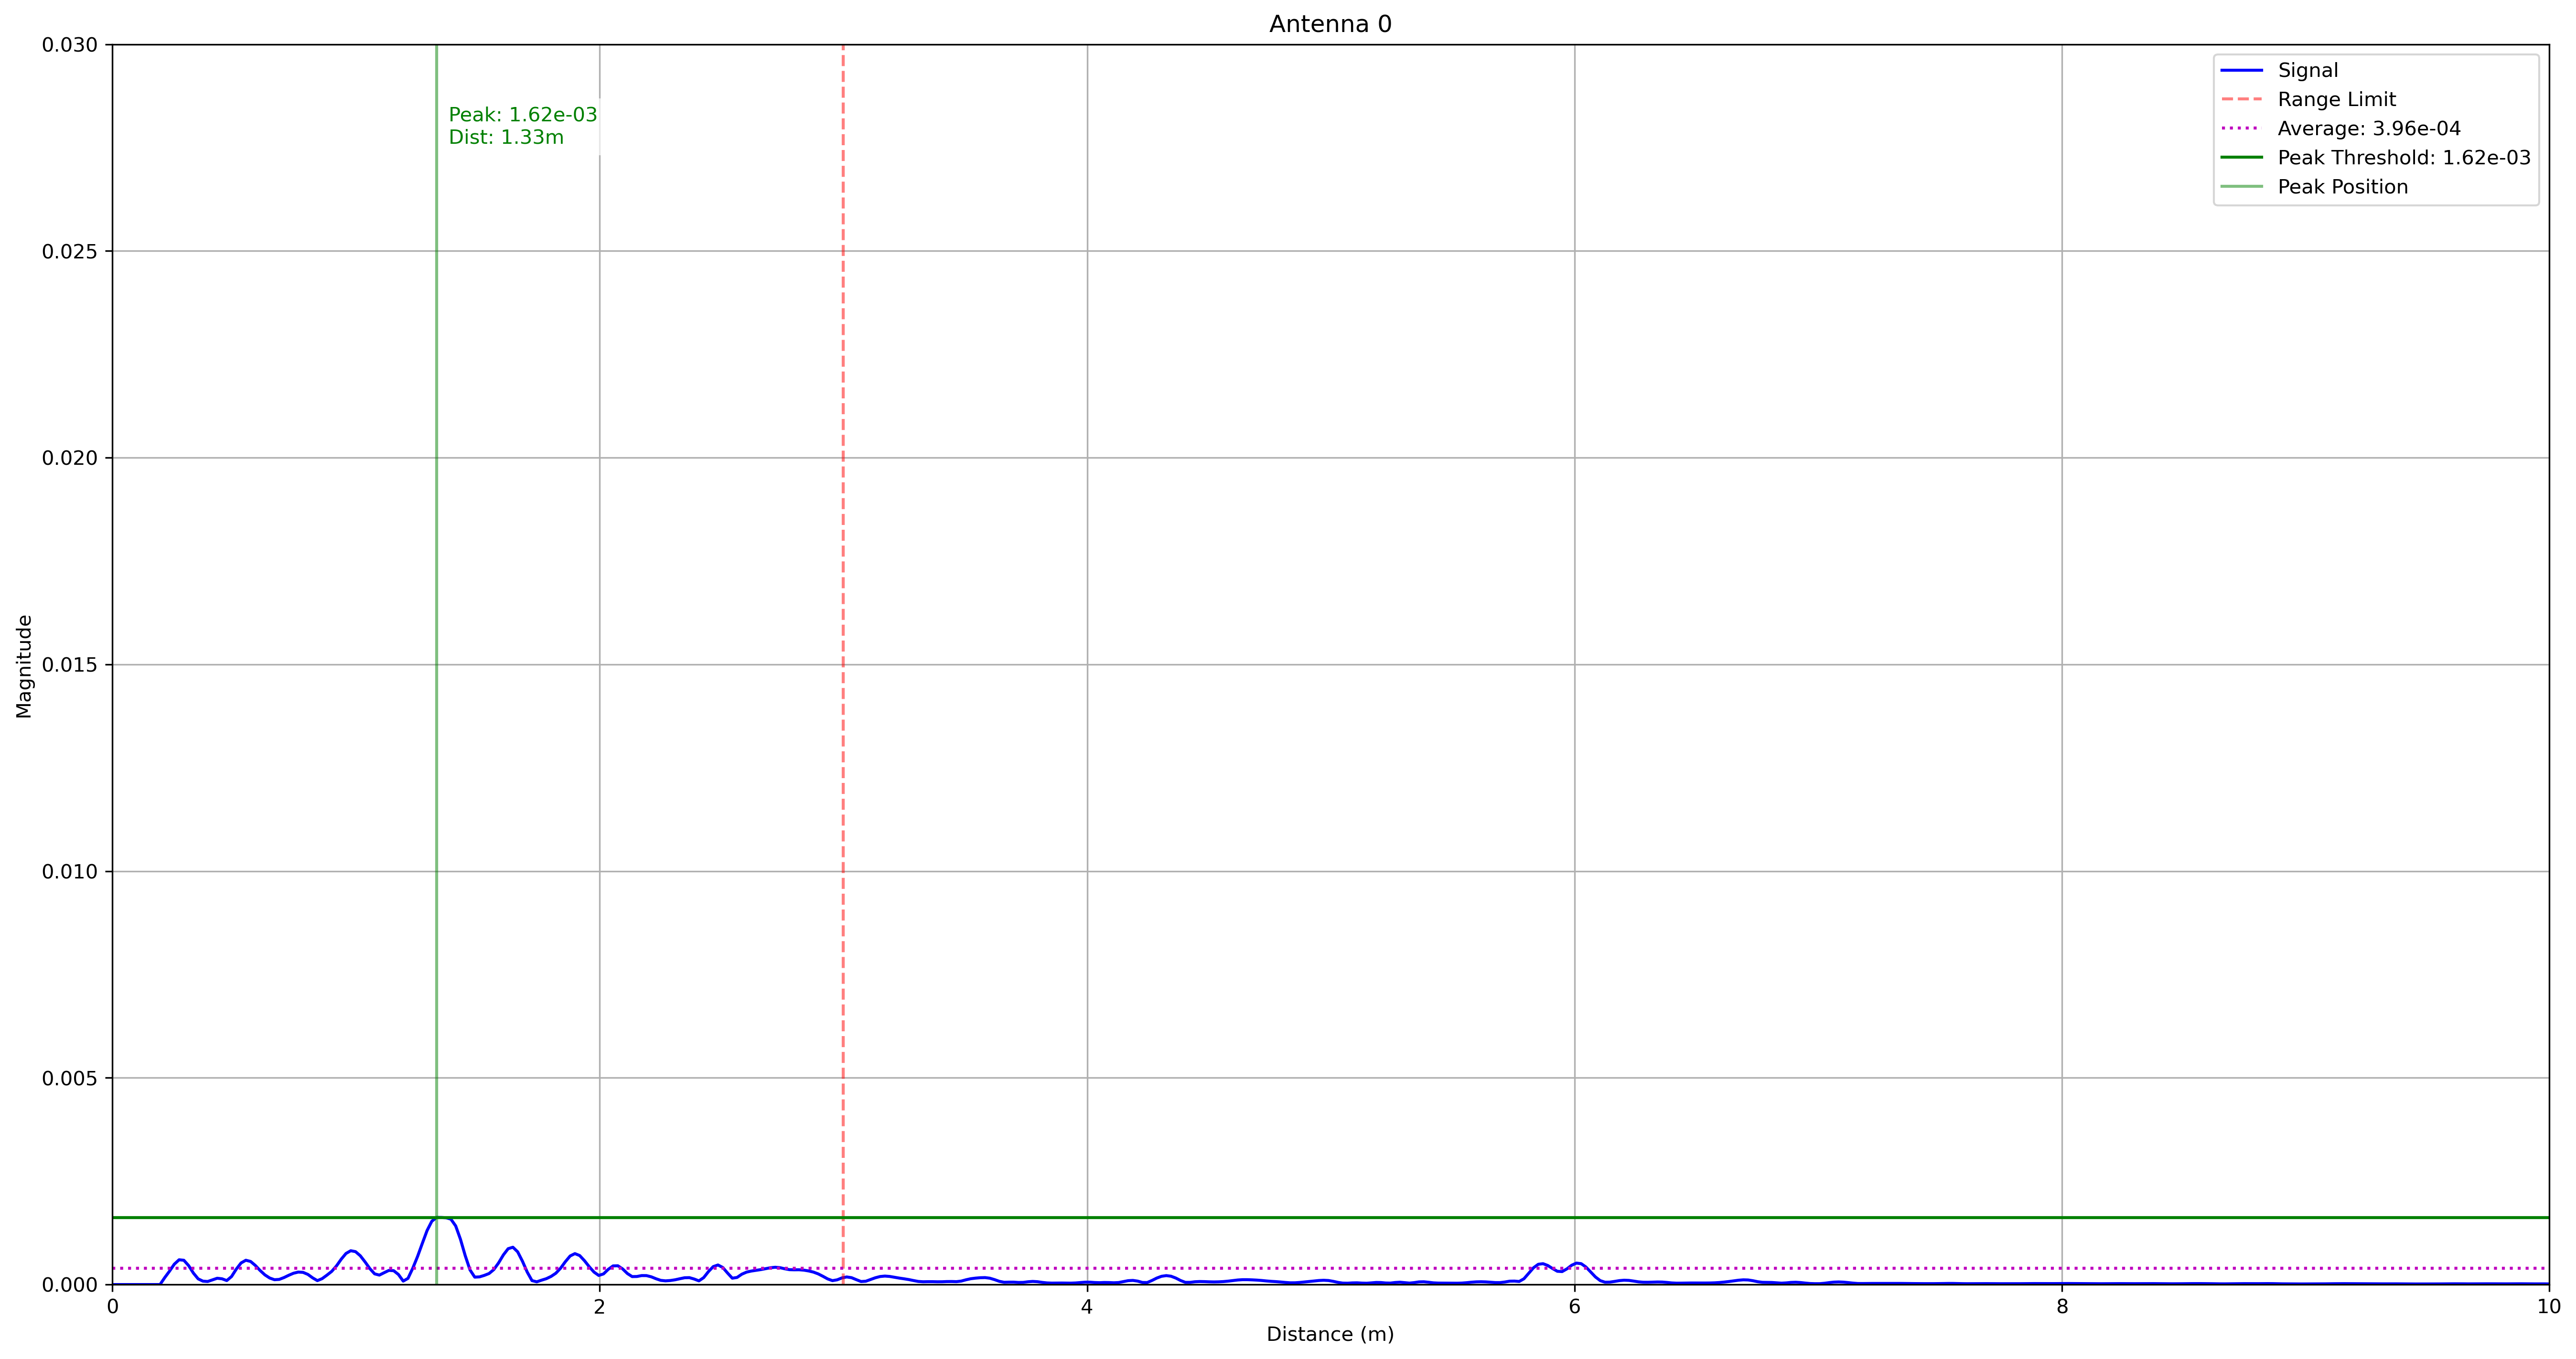 Antenna 0
0.030
0.025
0.020
0.015
0.010
0.005
0.000
Magnitude
Peak: 1.62e-03
Dist: 1.33m
Signal
Range Limit
Average: 3.96e-04
Peak Threshold: 1.62e-03
Peak Position
0 2 4 6 8 10
Distance (m)